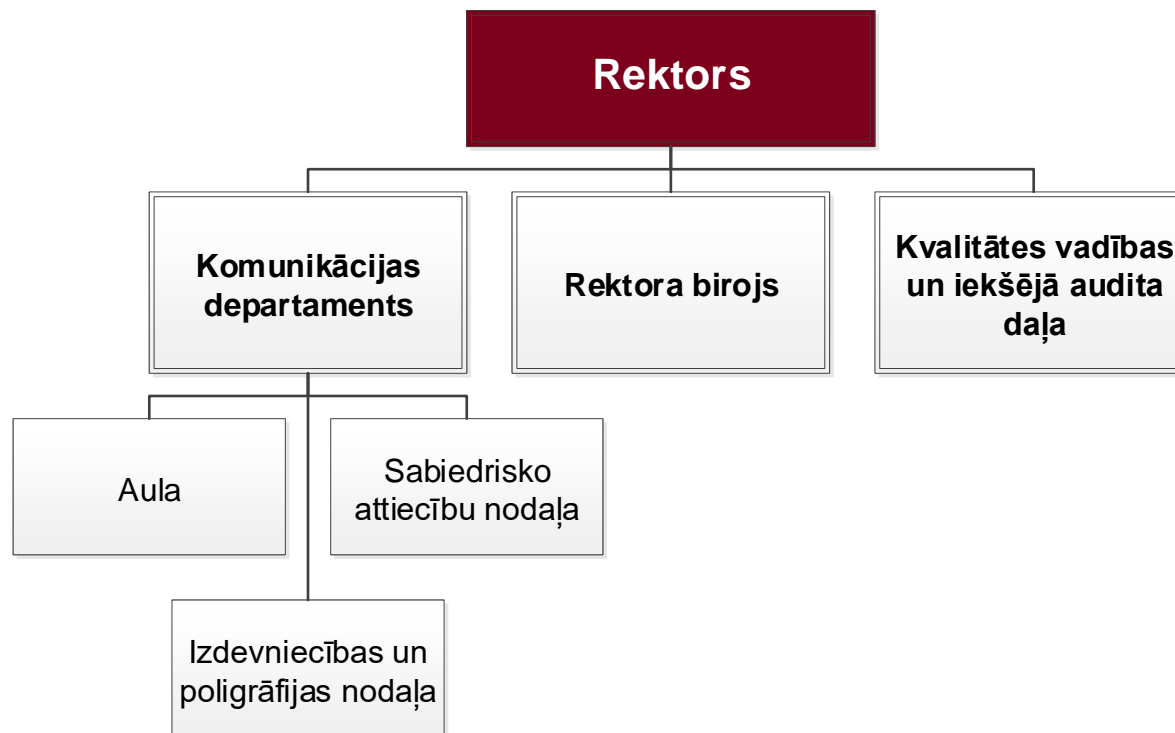 Rektors
Komunikācijas
departaments
Rektora birojs
Kvalitātes vadības
un iekšējā audita
daļa
Aula
Sabiedrisko
attiecību nodaļa
Izdevniecības un
poligrāfijas nodaļa